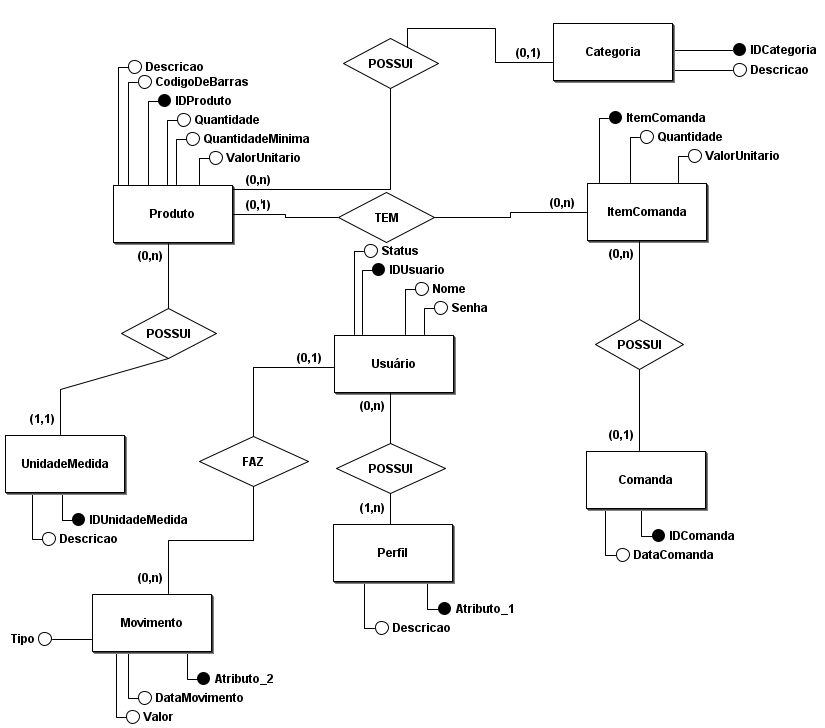 POSSUI
(0,1)
Categoria
IDCategoria
Descricao
Descricao
CodigoDeBarras
IDProduto
Quantidade
QuantidadeMinima
ValorUnitario
ItemComanda
Quantidade
ValorUnitario
(0,n)
Produto
(0,1)
TEM
(0,n)
ItemComanda
(0,n)
(0,n)
Status
IDUsuario
Nome
Senha
POSSUI
POSSUI
(0,1)
Usuário
(0,n)
(1,1)
UnidadeMedida
FAZ
POSSUI
(0,1)
Comanda
IDUnidadeMedida
Descricao
(1,n)
Perfil
IDComanda
DataComanda
(0,n)
Atributo_1
Descricao
Movimento
Tipo
Atributo_2
DataMovimento
Valor